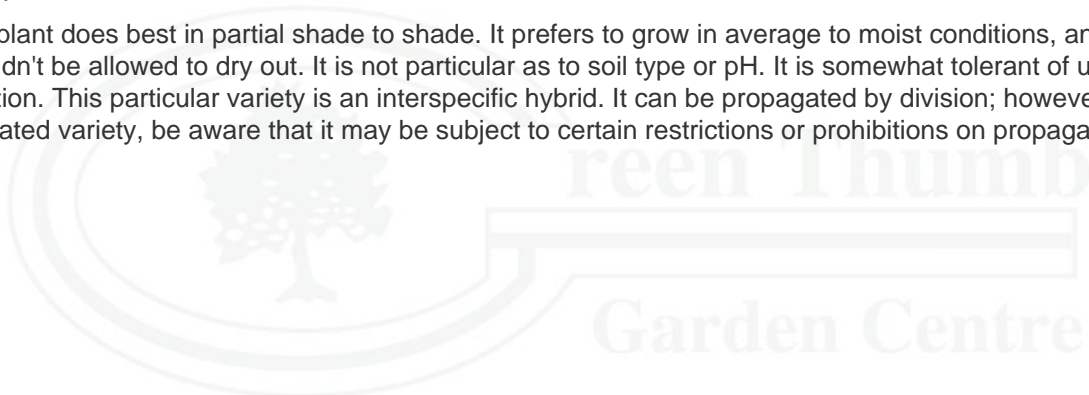 plant does best in partial shade to shade. It prefers to grow in average to moist conditions, an
dn't be allowed to dry out. It is not particular as to soil type or pH. It is somewhat tolerant of u
tion. This particular variety is an interspecific hybrid. It can be propagated by division; howeve
ated variety, be aware that it may be subject to certain restrictions or prohibitions on propaga
reen Thumb
Garden Centre